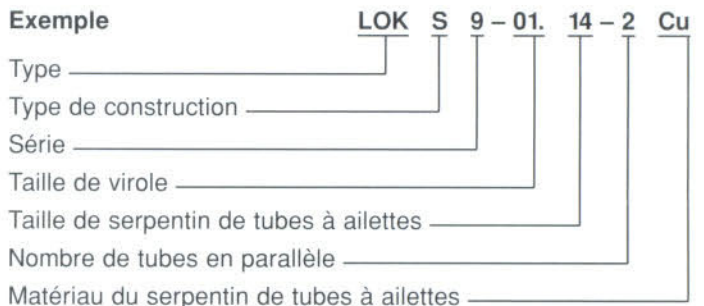 Exemple LOK S 9 – 01. 14 – 2 Cu
Type
Type de construction
Série
Taille de virole
Taille de serpentin de tubes à ailettes
Nombre de tubes en parallèle
Matériau du serpentin de tubes à ailettes